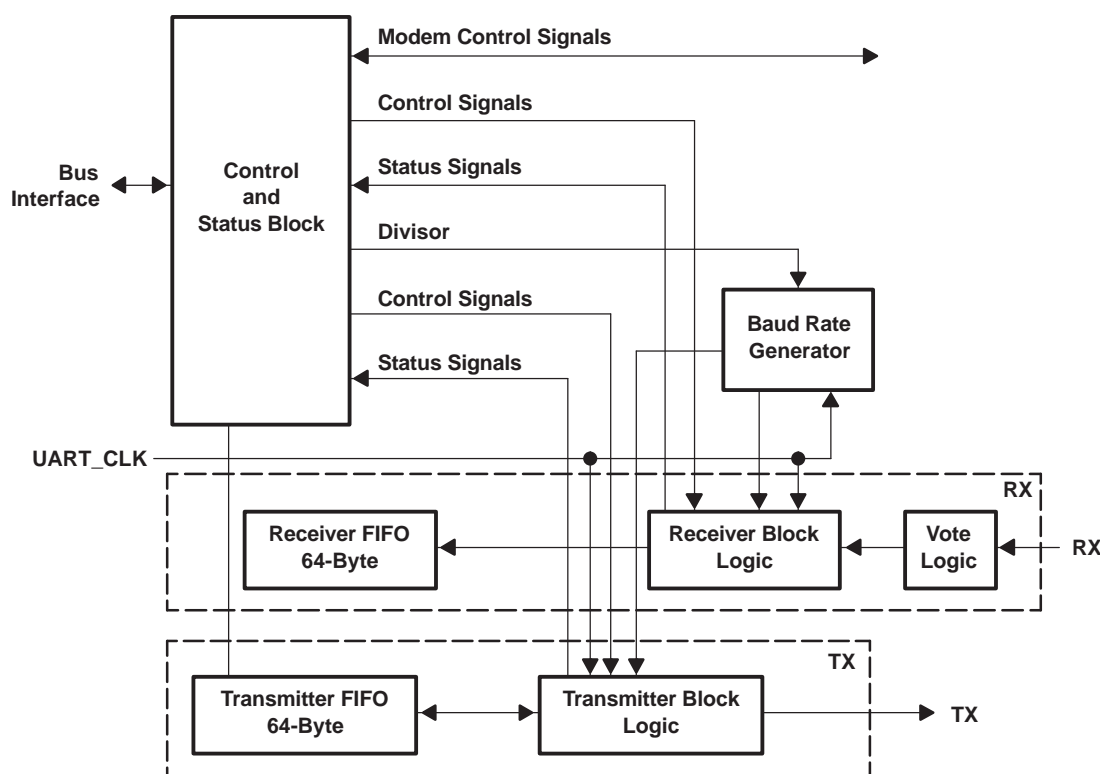 Modem Control Signals
Control Signals
Status Signals
Bus
Interface
Control
and
Status Block
Divisor
Control Signals
Baud Rate
Generator
Status Signals
UART_CLK
RX
Receiver FIFO
64-Byte
Receiver Block
Logic
Vote
Logic
RX
TX
Transmitter FIFO
64-Byte
Transmitter Block
Logic
TX